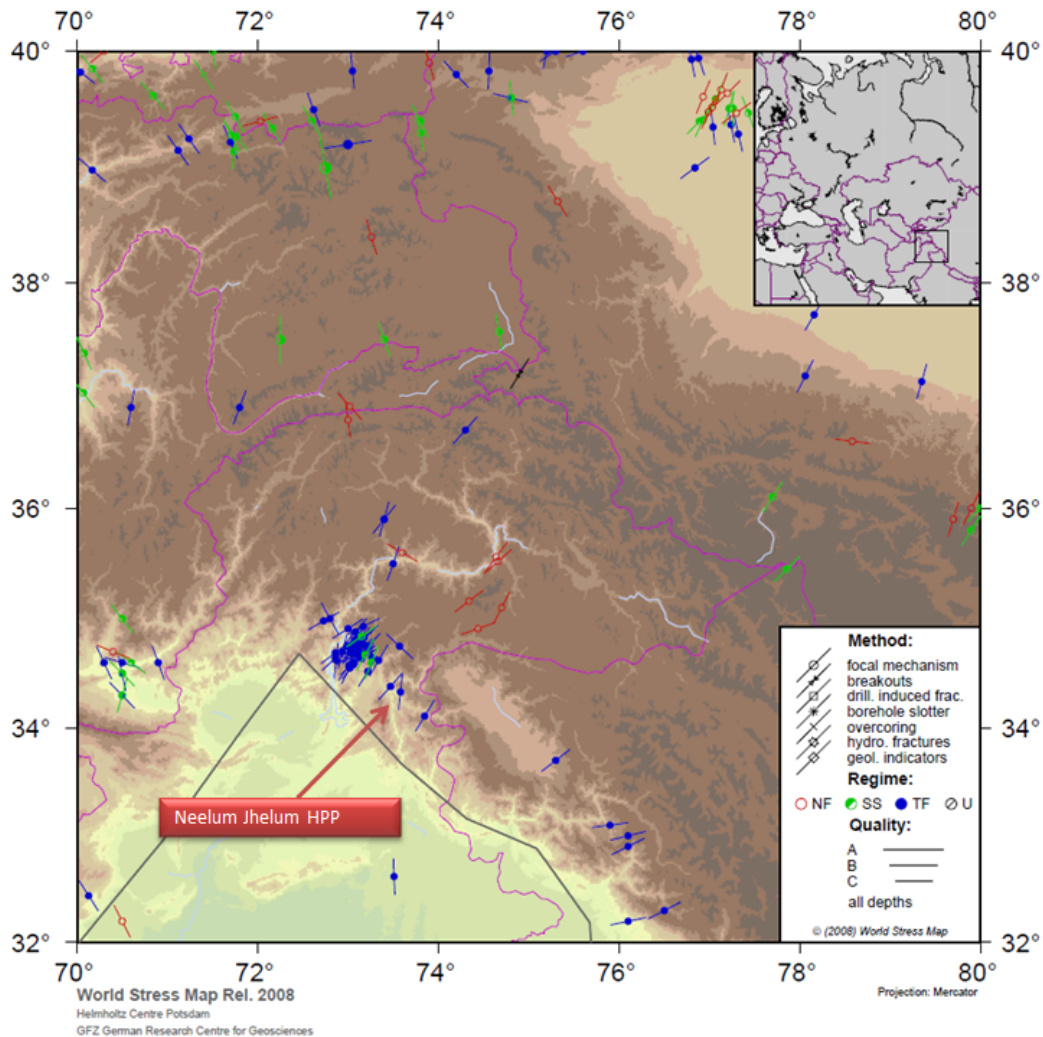 70° 72° 74° 76° 78° 80°
40° 40°
38° 38°
36° 36°
34° 34°
32° 32°
70° 72° 74° 76° 78° 80°
Neelum Jhelum HPP
Method:
focal mechanism
breakouts
drill. induced frac.
borehole slotter
overcoring
hydro. fractures
geol. indicators
Regime:
NF SS TF U
Quality:
A
B
C
all depths
© (2008) World Stress Map
World Stress Map Rel. 2008
Helmholtz Centre Potsdam
GFZ German Research Centre for Geosciences
Projection: Mercator